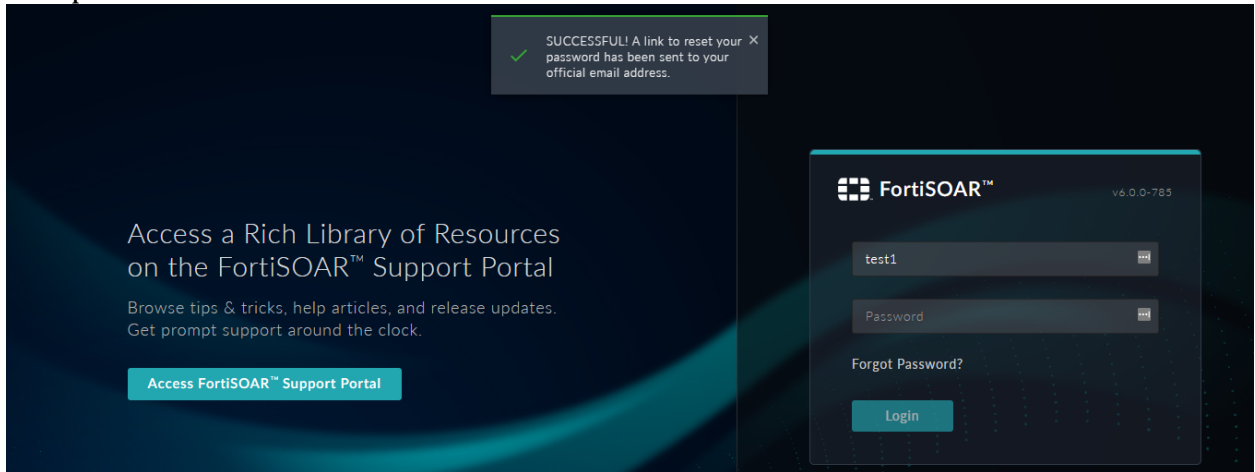 SUCCESSFUL! A link to reset your
password has been sent to your
official email address.
FortiSOAR™
v6.0.0-785
Access a Rich Library of Resources
on the FortiSOAR™ Support Portal
Browse tips & tricks, help articles, and release updates.
Get prompt support around the clock.
Access FortiSOAR™ Support Portal
test1
Password
Forgot Password?
Login